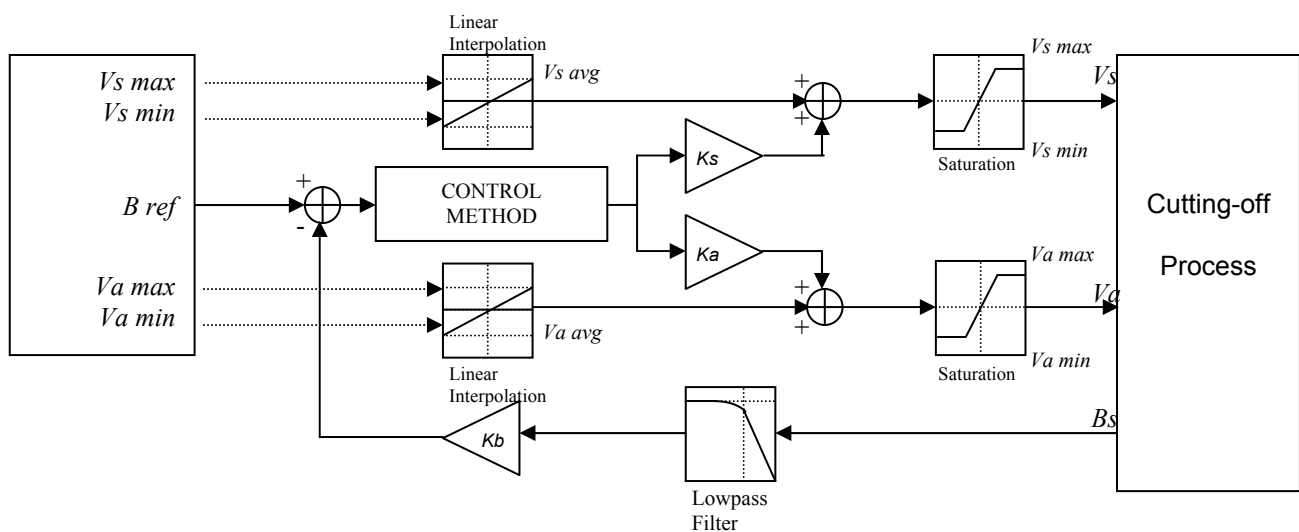 Linear
Interpolation
Vs max
Vs min
Vs avg
+
+
Vs max
Vs
Vs min
Saturation
Ks
B ref
+
-
CONTROL
METHOD
Cutting-off
Process
Ka
Va max
Va min
Va avg
Linear
Interpolation
+
+
Va max
Va
Va min
Saturation
Kb
Lowpass
Filter
Bs